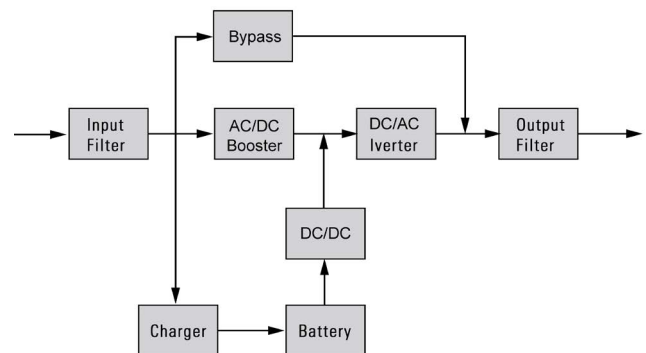 Bypass
Input
Filter
AC/DC
Booster
DC/AC
Iverter
Output
Filter
DC/DC
Charger
Battery